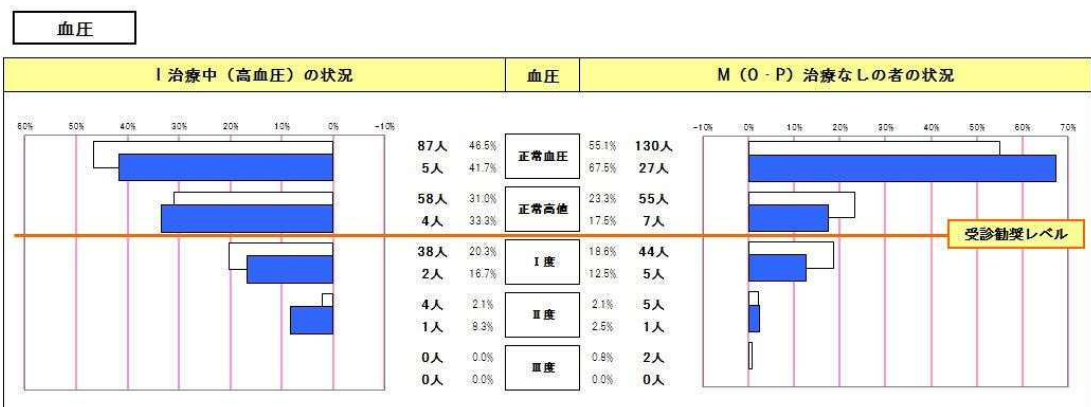 血圧
Ⅰ 治療中（高血圧）の状況 血圧 M（O‐P）治療なしの者の状況
60% 50% 40% 30% 20% 10% 0% -10%
-10% 0% 10% 20% 30% 40% 50% 60% 70%
87人 46.5% 正常血圧 55.1% 130人
5人 41.7% 67.5% 27人
58人 31.0% 正常高値 23.3% 55人
4人 33.3% 17.5% 7人
受診勧奨レベル
38人 20.3% Ⅰ度 18.6% 44人
2人 16.7% 12.5% 5人
4人 2.1% Ⅱ度 2.1% 5人
1人 8.3% 2.5% 1人
0人 0.0% Ⅲ度 0.8% 2人
0人 0.0% 0.0% 0人